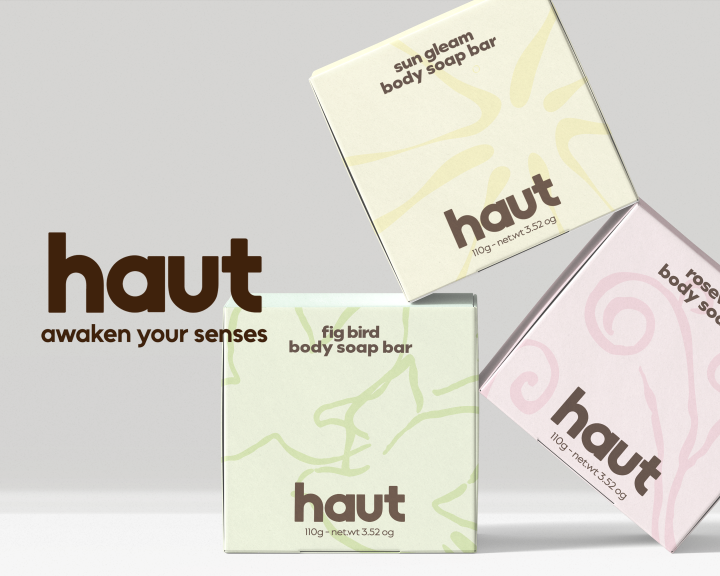 sun gleam
body soap bar
haut
110g - net.wt 3.52 og
haut
awaken your senses
fig bird
body soap bar
haut
110g - net.wt 3.52 og
body
haut
110g - net.wt 3.52 og